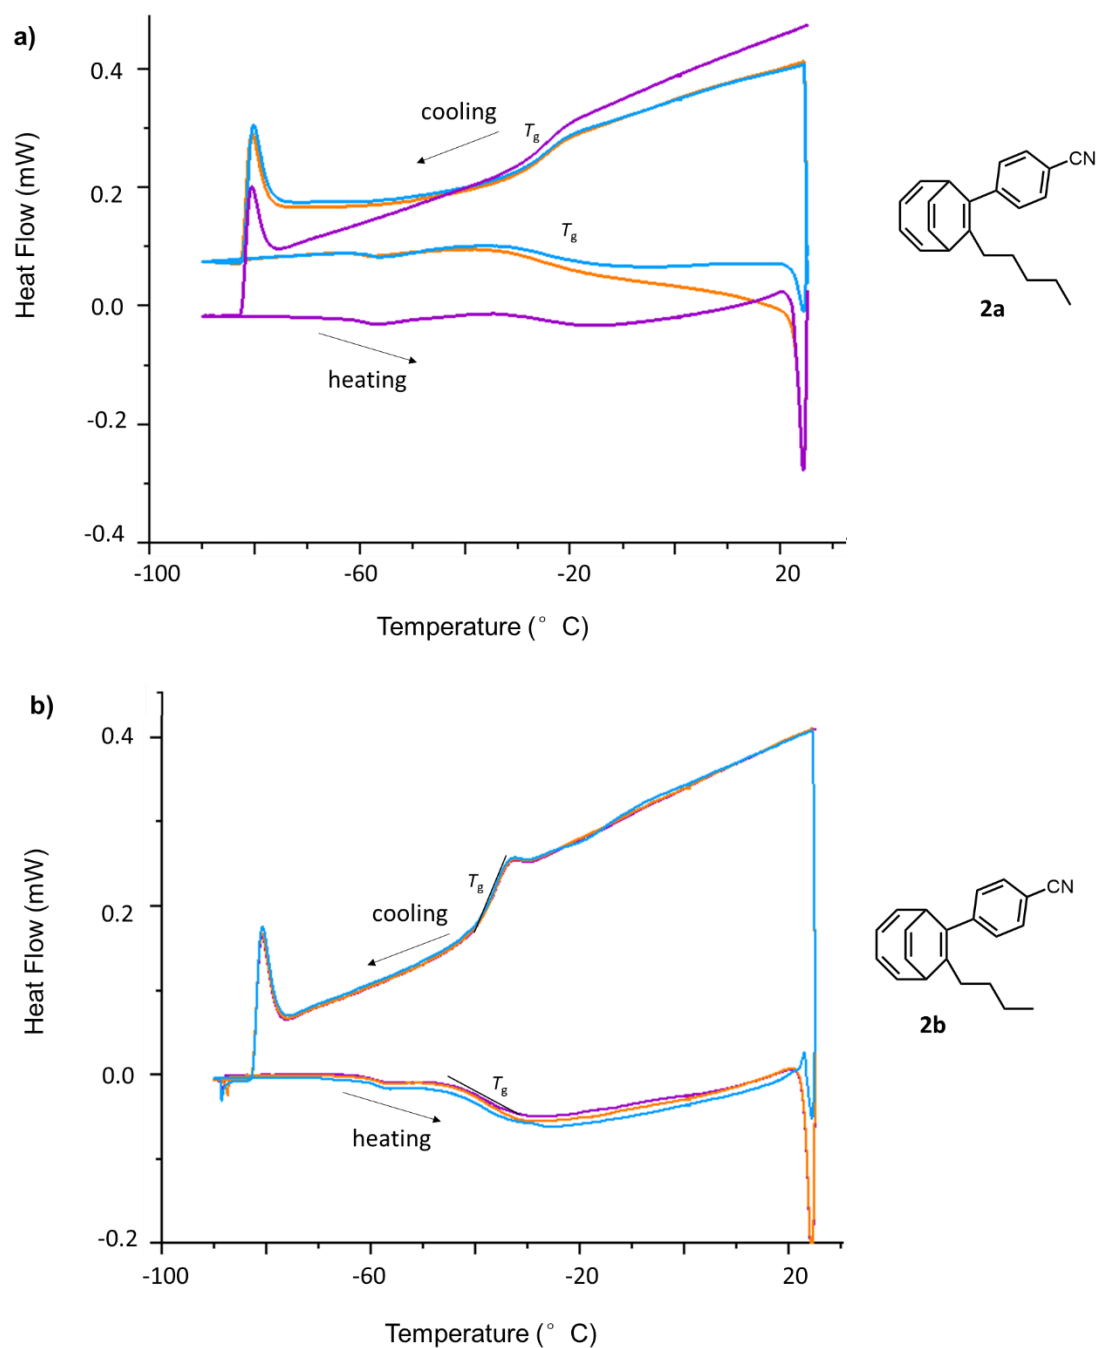 a)
0.4
cooling
Tg
Heat Flow (mW)
CN
0.2
Tg
0.0
2a
heating
-0.2
-0.4
-100
-60
-20
20
Temperature (° C)
b)
0.4
Tg
CN
cooling
0.2
Heat Flow (mW)
2b
0.0
Tg
heating
-0.2
-100
-60
-20
20
Temperature (° C)